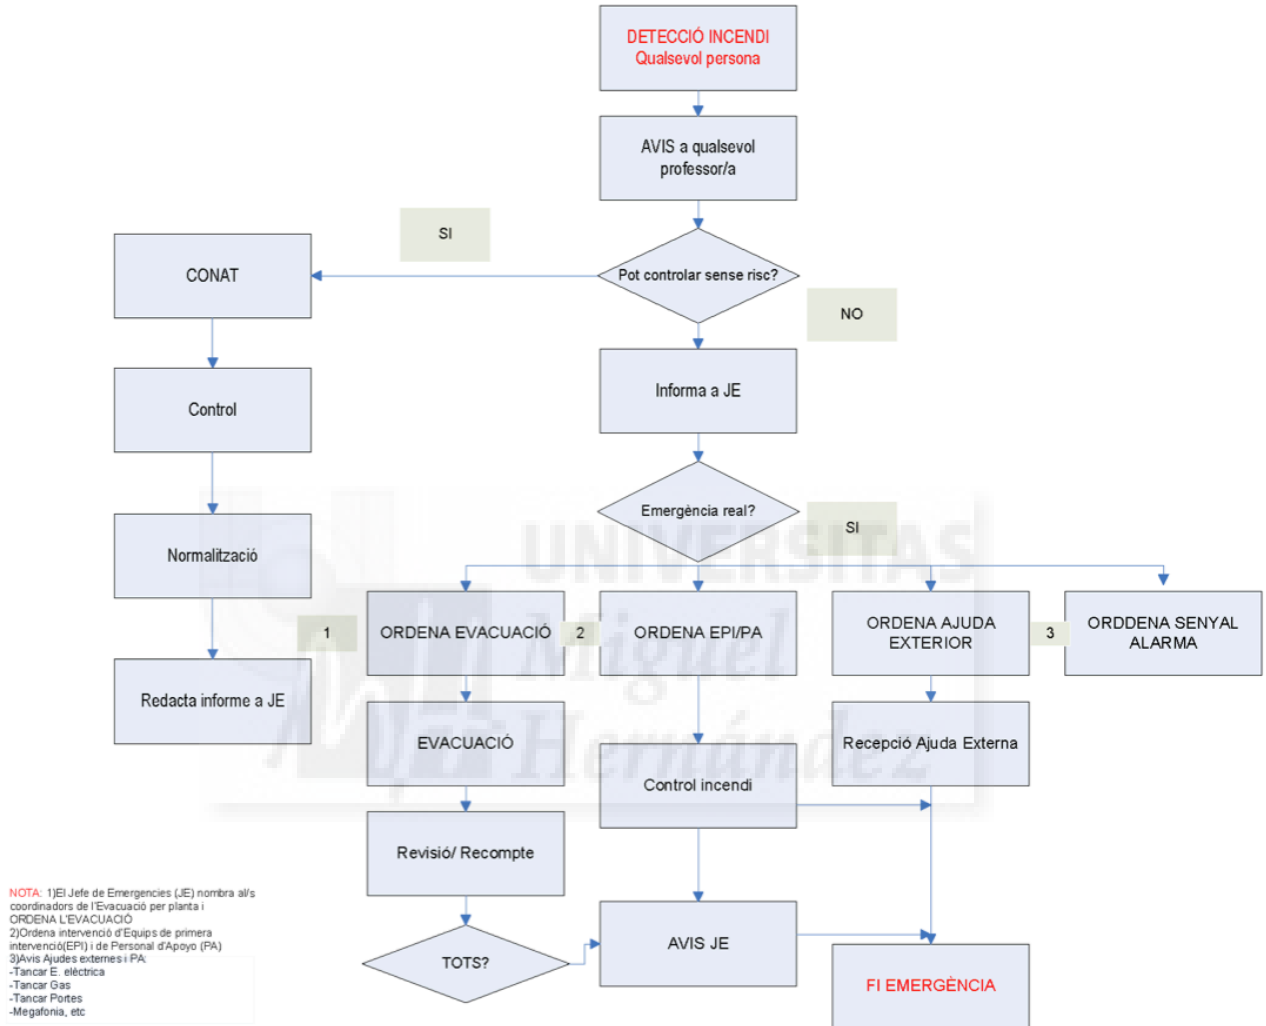 DETECCIÓ INCENDI
Qualsevol persona
AVIS a qualsevol
professor/a
SI
CONAT
Pot controlar sense risc?
NO
Control
Informa a JE
Normalització
Emergència real?
SI
1
ORDENA EVACUACIÓ
2
ORDENA EPI/PA
ORDENA AJUDA
EXTERIOR
3
ORDDENA SENYAL
ALARMA
Redacta informe a JE
EVACUACIÓ
Recepció Ajuda Externa
Control incendi
Revisió/ Recompte
TOTS?
AVIS JE
FI EMERGÈNCIA
NOTA: 1)El Jefe de Emergencies (JE) nombra al/s
coordinadors de l'Evacuació per planta i
ORDENA L'EVACUACIÓ
2)Ordena intervenció d'Equips de primera
intervenció(EPI) i de Personal d'Apoyo (PA)
3)Avis Ajudes externes i PA:
-Tancar E. elèctrica
-Tancar Gas
-Tancar Portes
-Megafonia, etc
UNIVERSITAS
Miguel
Hernández